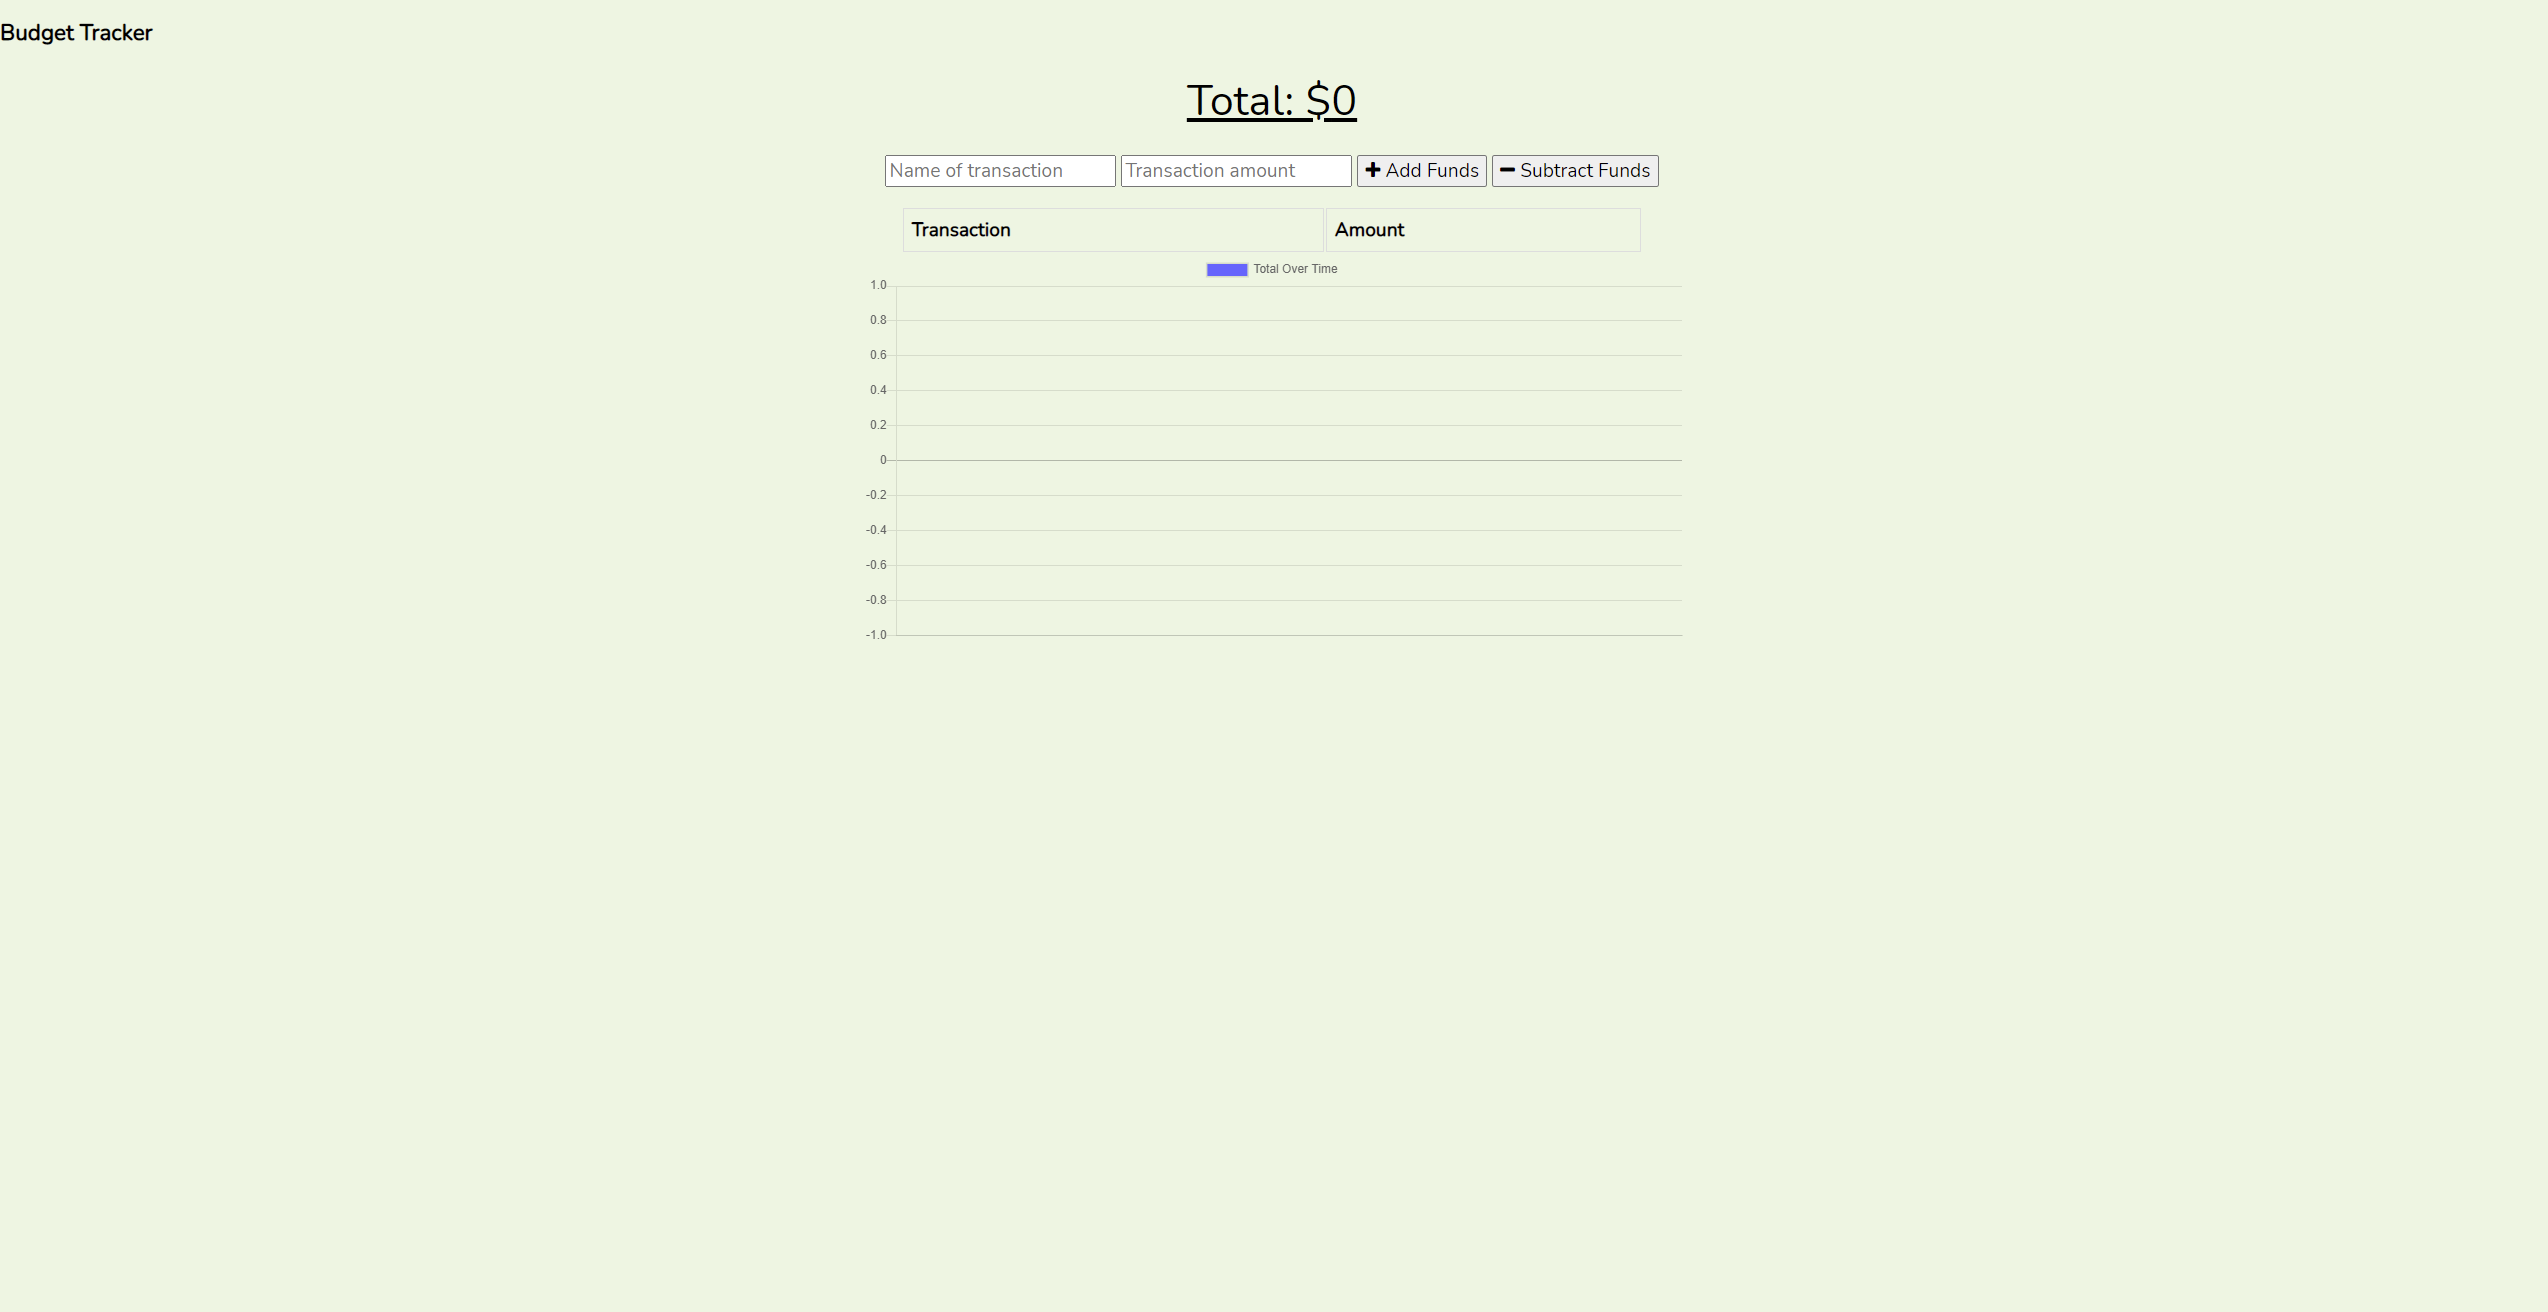 Budget Tracker
Total: $0
Name of transaction Transaction amount Add Funds Subtract Funds
Transaction Amount
Total Over Time
1.0
0.8
0.6
0.4
0.2
0
-0.2
-0.4
-0.6
-0.8
-1.0